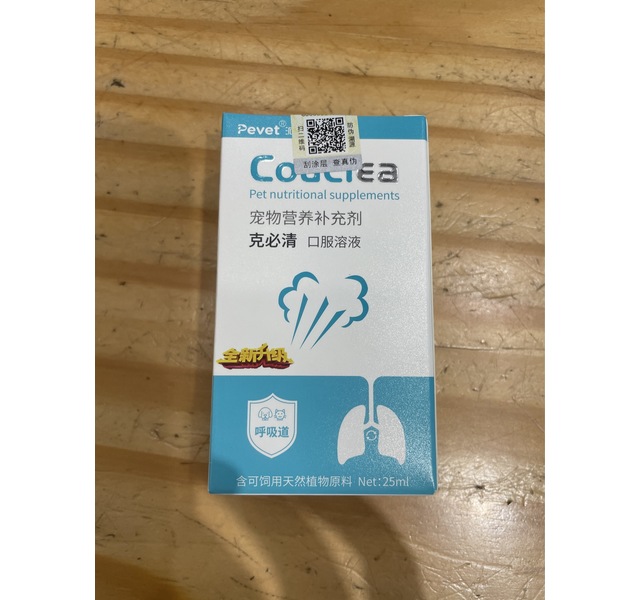 Pevet®
扫二维码
防伪溯源
刮涂层 查真伪
Pet nutritional supplements
宠物营养补充剂
克必清 口服溶液
全新升级
呼吸道
含可饲用天然植物原料 Net:25ml